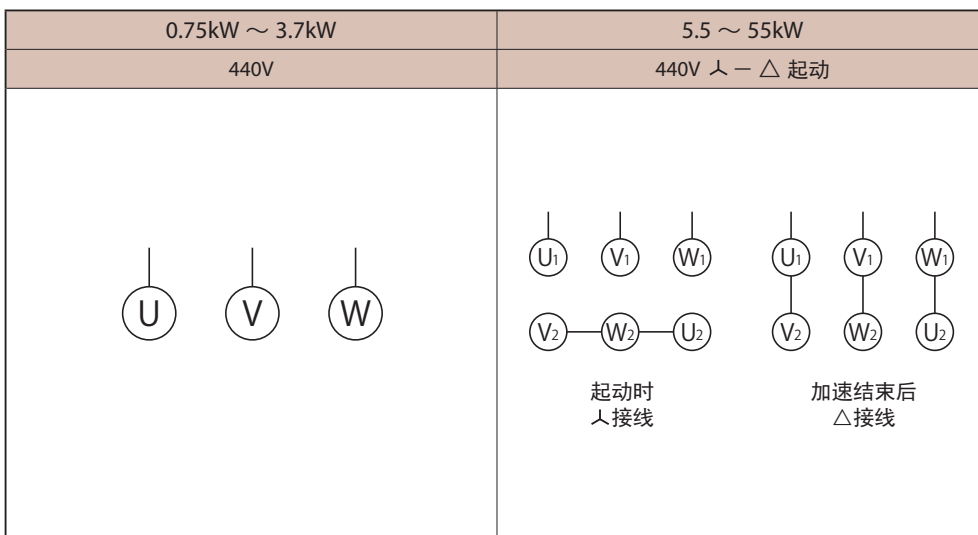 0.75kW ～ 3.7kW
5.5 ～ 55kW
440V
440V 人 － △ 起动
U V W
U1 V1 W1
V2 W2 U2
起动时
人接线
U1 V1 W1
V2 W2 U2
加速结束后
△接线